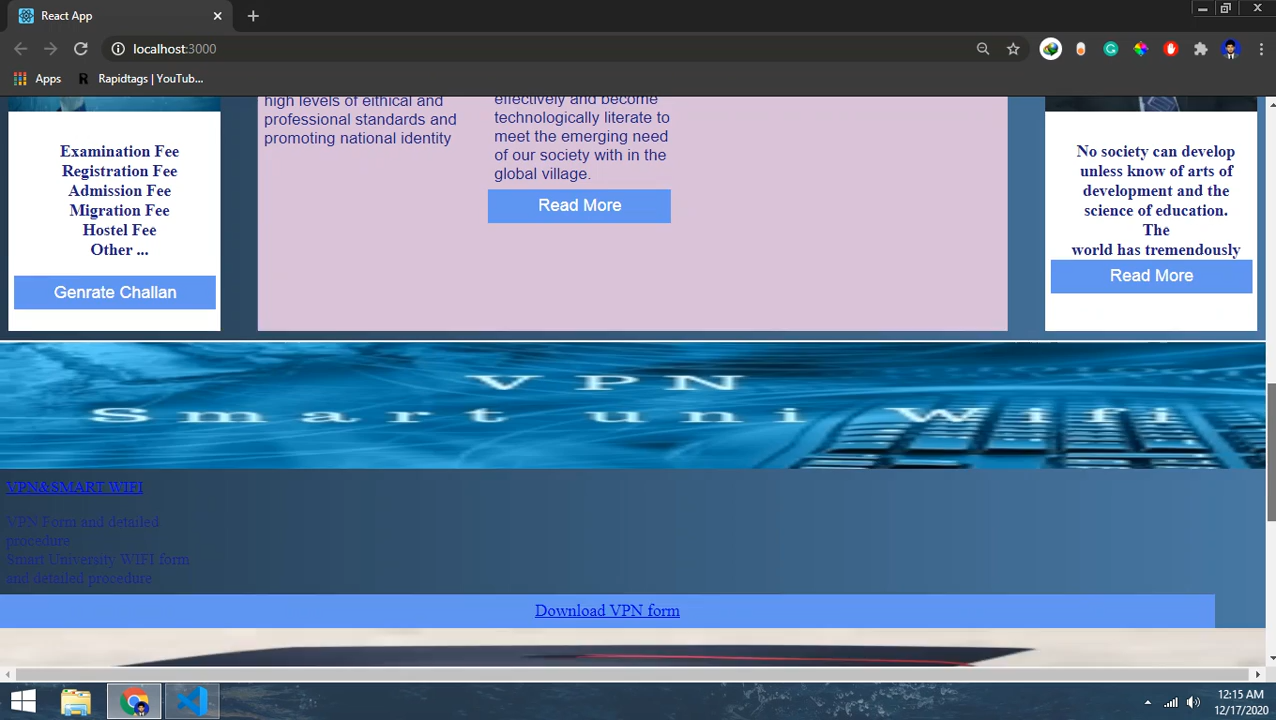 React App
localhost:3000
Apps
Rapidtags | YouTub...
high levels of eithical and
professional standards and
promoting national identity
effectively and become
technologically literate to
meet the emerging need
of our society with in the
global village.
Read More
Examination Fee
Registration Fee
Admission Fee
Migration Fee
Hostel Fee
Other ...
Genrate Challan
No society can develop
unless know of arts of
development and the
science of education.
The
world has tremendously
Read More
VPN
Smart uni Wifi
VPN&SMART WIFI
VPN Form and detailed
procedure
Smart University WIFI form
and detailed procedure
Download VPN form
12:15 AM
12/17/2020